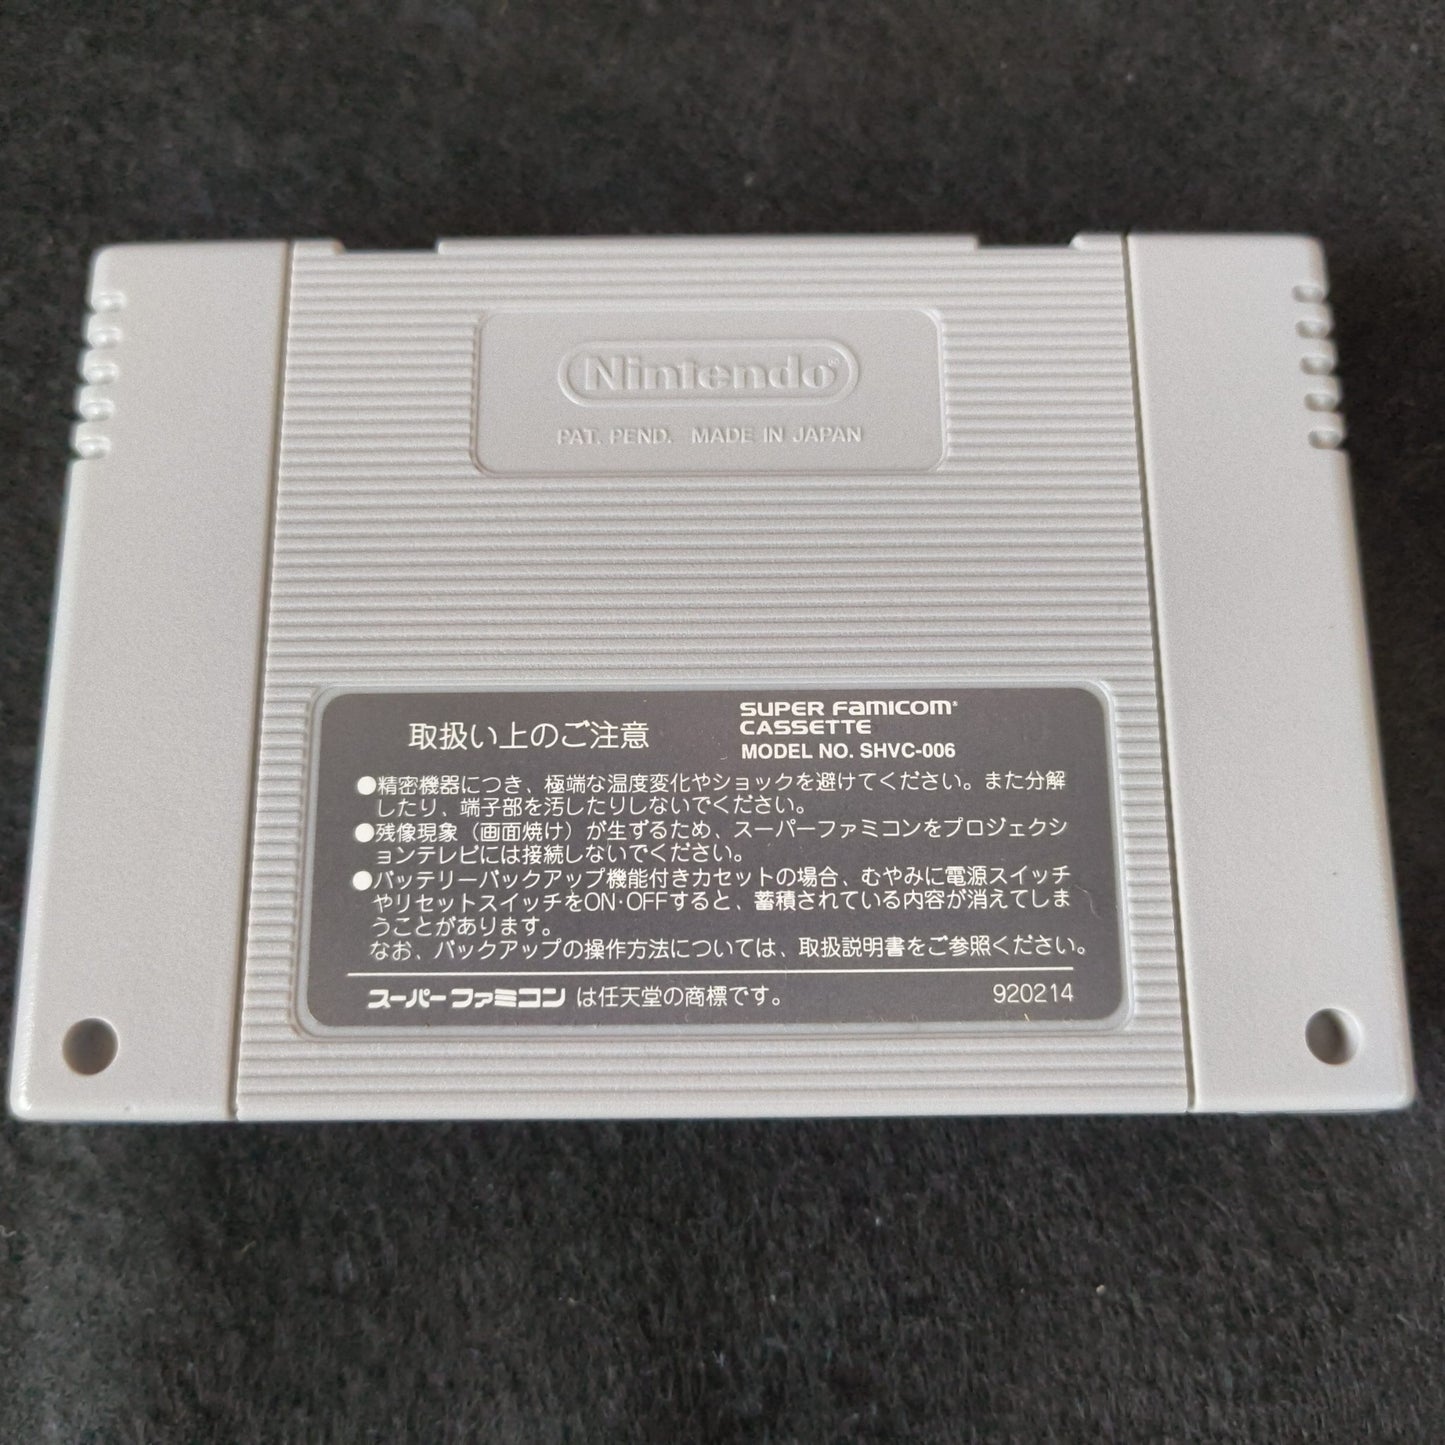 Nintendo®
PAT. PEND. MADE IN JAPAN
取扱い上のご注意
SUPER FAMICOM®
CASSETTE
MODEL NO. SHVC-006
●精密機器につき、極端な温度変化やショックを避けてください。また分解
したり、端子部を汚したりしないでください。
●残像現象（画面焼け）が生ずるため、スーパーファミコンをプロジェクシ
ョンテレビには接続しないでください。
●バッテリーバックアップ機能付きカセットの場合、むやみに電源スイッチ
やリセットスイッチをON·OFFすると、蓄積されている内容が消えてしま
うことがあります。
なお、バックアップの操作方法については、取扱説明書をご参照ください。
スーパーファミコン は任天堂の商標です。
920214